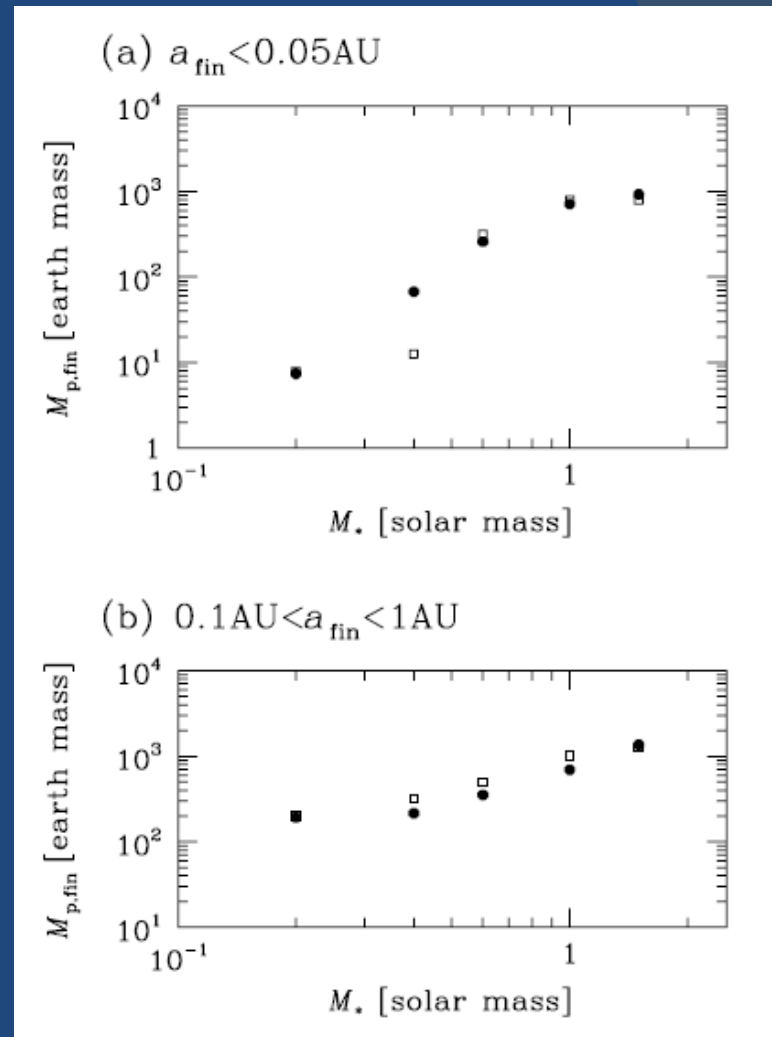 (a) a_fin<0.05AU
10^4
10^3
10^2
10^1
1
M_p,fin [earth mass]
10^-1 1
M_* [solar mass]
(b) 0.1AU<a_fin<1AU
10^4
10^3
10^2
10^1
M_p,fin [earth mass]
10^-1 1
M_* [solar mass]